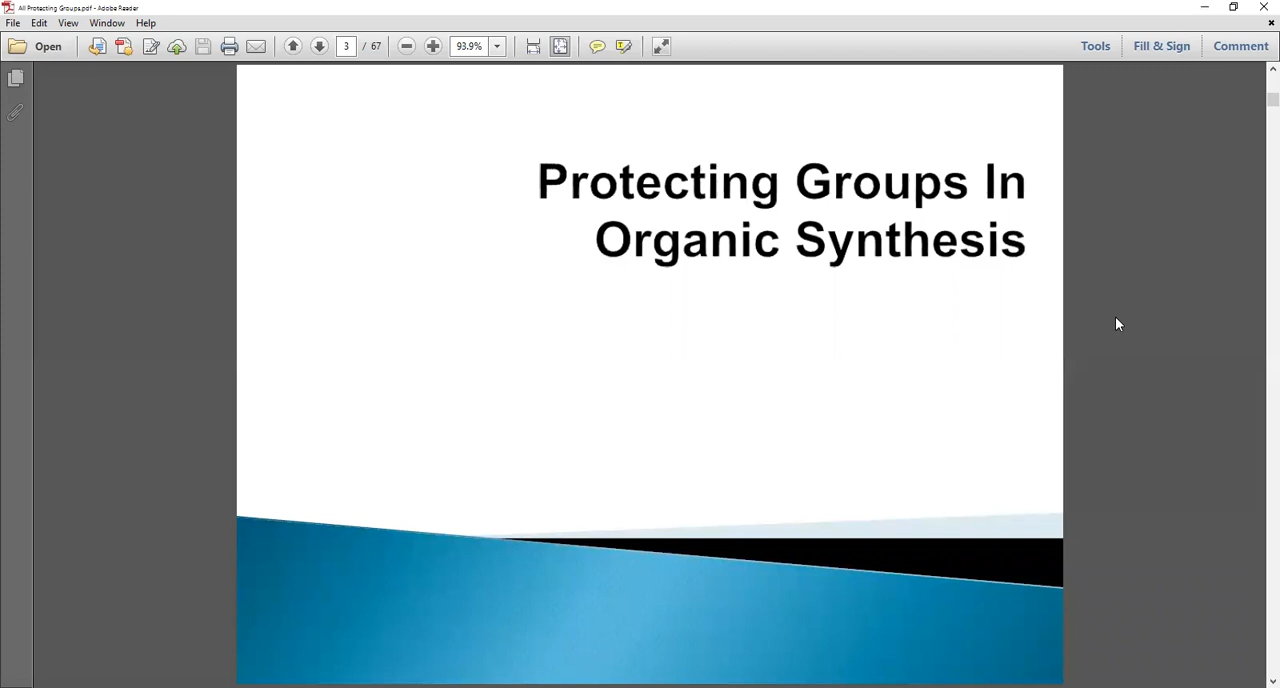 All Protecting Groups.pdf - Adobe Reader
File Edit View Window Help
Open 3 / 67 93.9% Tools Fill & Sign Comment
Protecting Groups In
Organic Synthesis